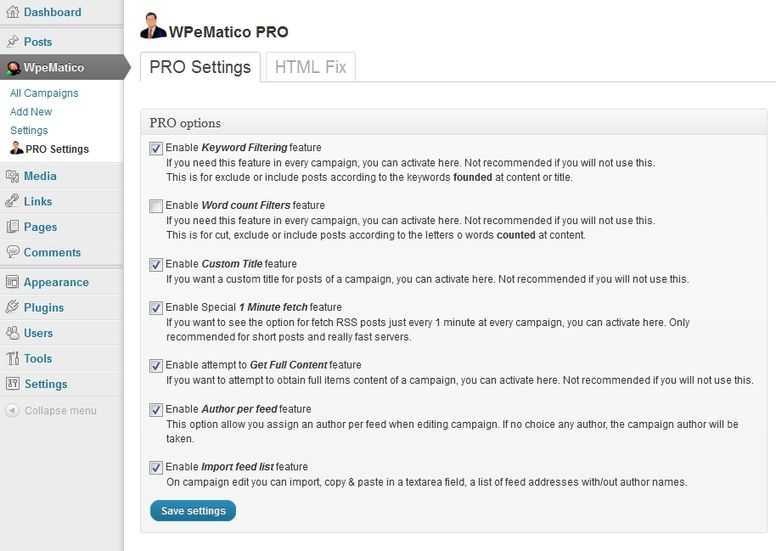 Dashboard
Posts
WpeMatico
All Campaigns
Add New
Settings
PRO Settings
Media
Links
Pages
Comments
Appearance
Plugins
Users
Tools
Settings
Collapse menu
WPeMatico PRO
PRO Settings
HTML Fix
PRO options
Enable Keyword Filtering feature
If you need this feature in every campaign, you can activate here. Not recommended if you will not use this.
This is for exclude or include posts according to the keywords founded at content or title.
Enable Word count Filters feature
If you need this feature in every campaign, you can activate here. Not recommended if you will not use this.
This is for cut, exclude or include posts according to the letters o words counted at content.
Enable Custom Title feature
If you want a custom title for posts of a campaign, you can activate here. Not recommended if you will not use this.
Enable Special 1 Minute fetch feature
If you want to see the option for fetch RSS posts just every 1 minute at every campaign, you can activate here. Only
recommended for short posts and really fast servers.
Enable attempt to Get Full Content feature
If you want to attempt to obtain full items content of a campaign, you can activate here. Not recommended if you will not use this.
Enable Author per feed feature
This option allow you assign an author per feed when editing campaign. If no choice any author, the campaign author will be
taken.
Enable Import feed list feature
On campaign edit you can import, copy & paste in a textarea field, a list of feed addresses with/out author names.
Save settings